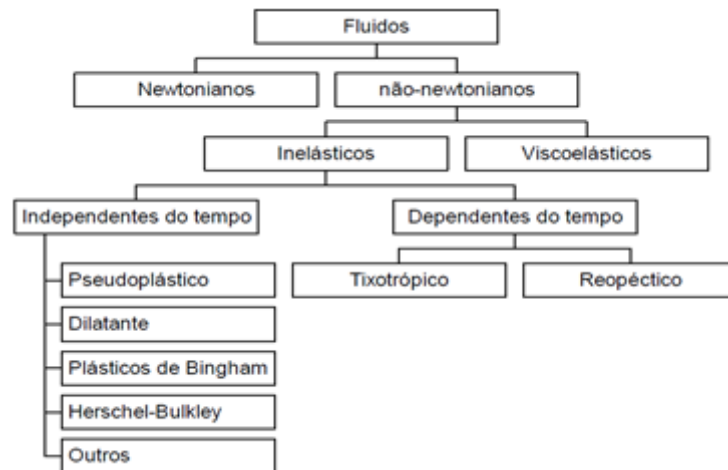 Fluidos
Newtonianos
não-newtonianos
Inelásticos
Viscoelásticos
Independentes do tempo
Dependentes do tempo
Pseudoplástico
Tixotrópico
Reopéctico
Dilatante
Plásticos de Bingham
Herschel-Bulkley
Outros